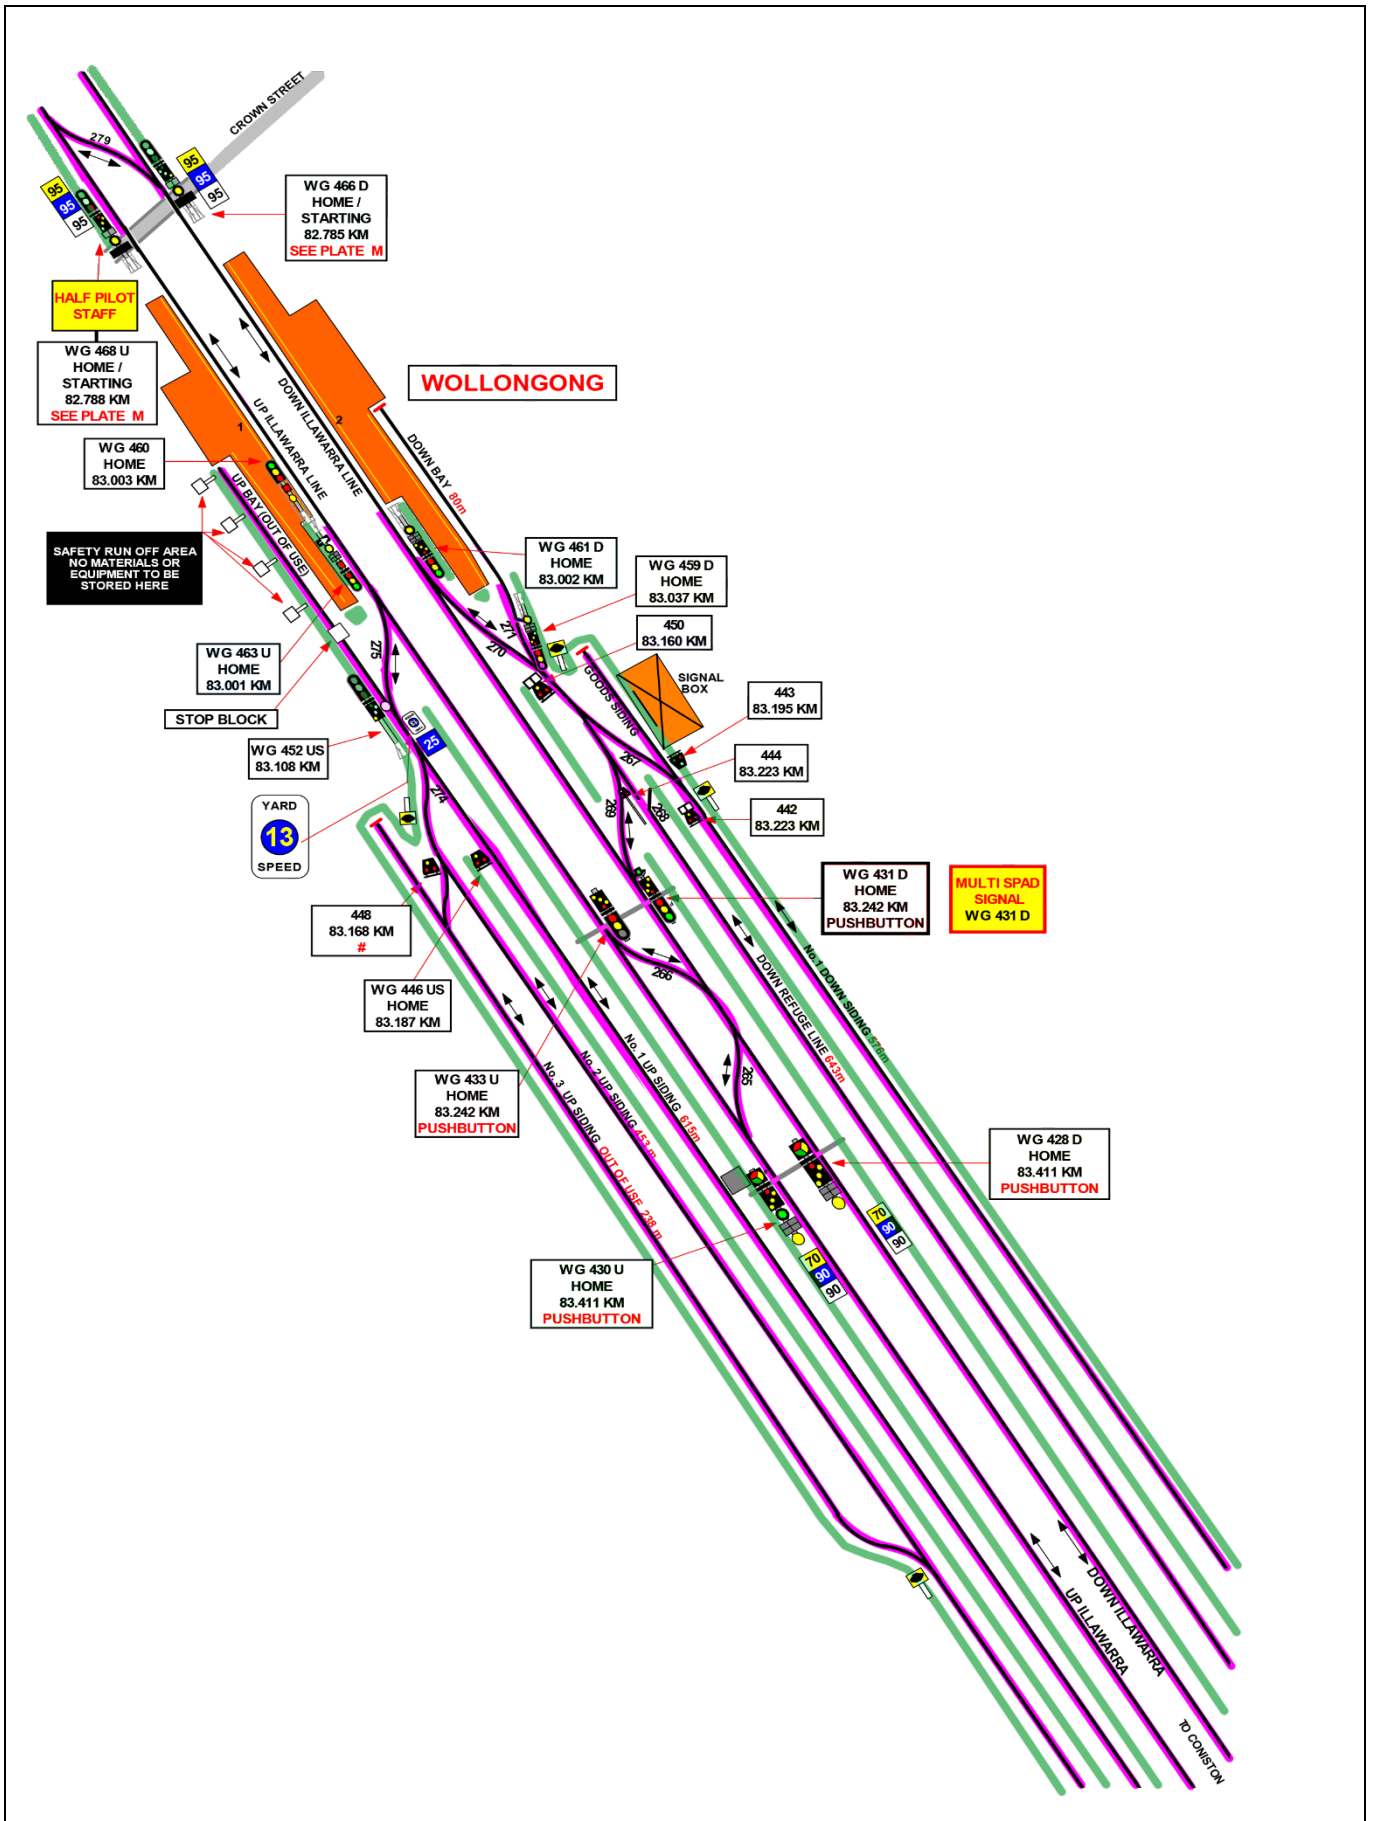 CROWN STREET
279
95
95
95
95
95
95
WG 466 D
HOME /
STARTING
82.785 KM
SEE PLATE M
HALF PILOT
STAFF
WG 468 U
HOME /
STARTING
82.788 KM
SEE PLATE M
WOLLONGONG
1
2
UP ILLAWARRA LINE
DOWN ILLAWARRA LINE
DOWN BAY 80m
WG 460
HOME
83.003 KM
UP BAY (OUT OF USE)
SAFETY RUN OFF AREA
NO MATERIALS OR
EQUIPMENT TO BE
STORED HERE
WG 461 D
HOME
83.002 KM
WG 459 D
HOME
83.037 KM
450
83.160 KM
271
270
275
WG 463 U
HOME
83.001 KM
STOP BLOCK
GOODS SIDING
SIGNAL
BOX
443
83.195 KM
25
WG 452 US
HOME
83.108 KM
267
444
83.223 KM
274
269
268
442
83.223 KM
YARD
13
SPEED
WG 431 D
HOME
83.242 KM
PUSHBUTTON
MULTI SPAD
SIGNAL
WG 431 D
448
83.168 KM
#
266
WG 446 US
HOME
83.187 KM
No.1 DOWN SIDING 576m
DOWN REFUGE LINE 643m
No. 1 UP SIDING 615m
No. 2 UP SIDING 453 m
No. 3 UP SIDING OUT OF USE 238 m
265
WG 433 U
HOME
83.242 KM
PUSHBUTTON
WG 428 D
HOME
83.411 KM
PUSHBUTTON
70
90
90
WG 430 U
HOME
83.411 KM
PUSHBUTTON
70
90
90
DOWN ILLAWARRA
UP ILLAWARRA
TO CONISTON